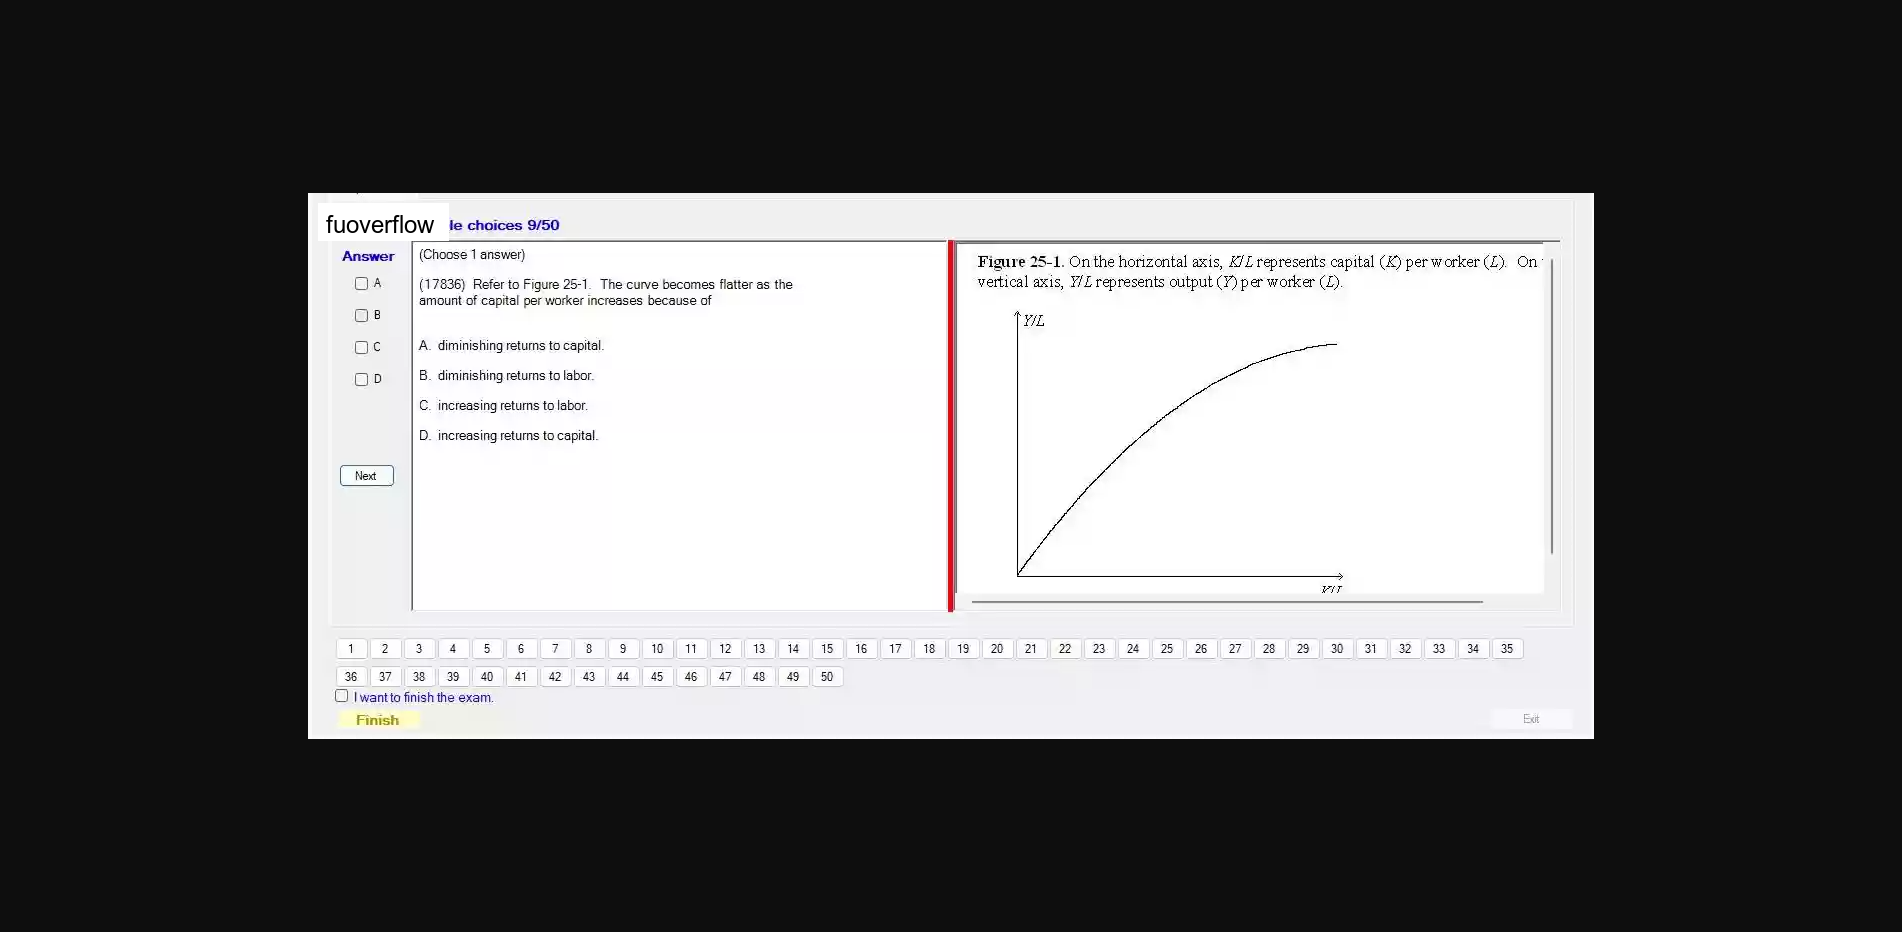 fuoverflow
le choices 9/50
Answer
(Choose 1 answer)
A
B
C
D
Next
(17836) Refer to Figure 25-1. The curve becomes flatter as the
amount of capital per worker increases because of
A. diminishing returns to capital.
B. diminishing returns to labor.
C. increasing returns to labor.
D. increasing returns to capital.
Figure 25-1. On the horizontal axis, K/L represents capital (K) per worker (L). On
vertical axis, Y/L represents output (Y) per worker (L).
Y/L
K/L
1 2 3 4 5 6 7 8 9 10 11 12 13 14 15 16 17 18 19 20 21 22 23 24 25 26 27 28 29 30 31 32 33 34 35
36 37 38 39 40 41 42 43 44 45 46 47 48 49 50
I want to finish the exam.
Finish
Exit